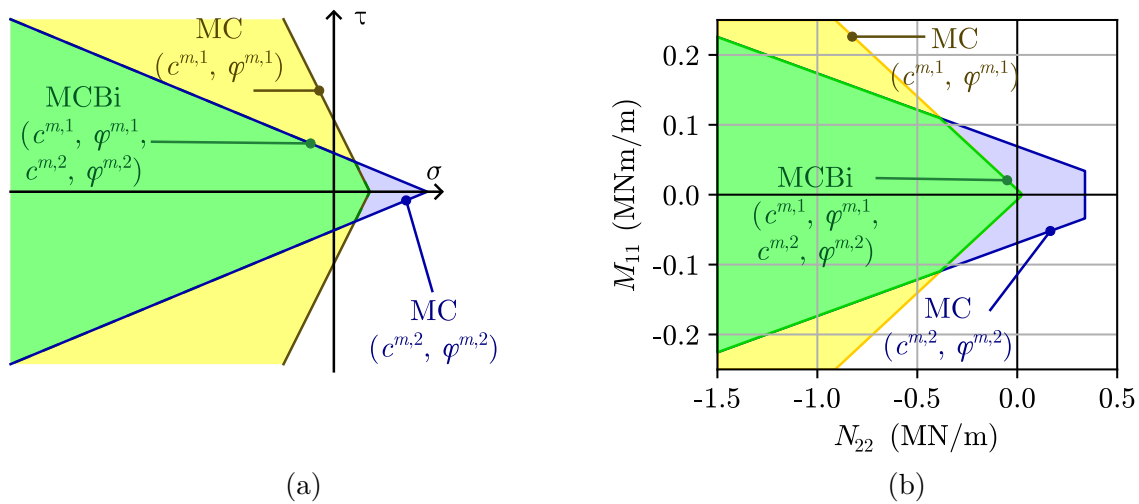 τ
MC
(c^{m,1}, φ^{m,1})
MCBi
(c^{m,1}, φ^{m,1},
c^{m,2}, φ^{m,2})
σ
MC
(c^{m,2}, φ^{m,2})
(a)
M_{11} (MNm/m)
0.2
0.1
0.0
-0.1
-0.2
MC
(c^{m,1}, φ^{m,1})
MCBi
(c^{m,1}, φ^{m,1},
c^{m,2}, φ^{m,2})
MC
(c^{m,2}, φ^{m,2})
-1.5 -1.0 -0.5 0.0 0.5
N_{22} (MN/m)
(b)